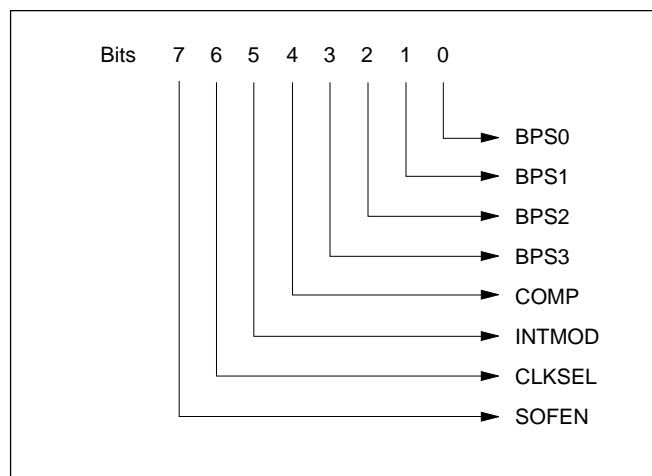 Bits 7 6 5 4 3 2 1 0
BPS0
BPS1
BPS2
BPS3
COMP
INTMOD
CLKSEL
SOFEN